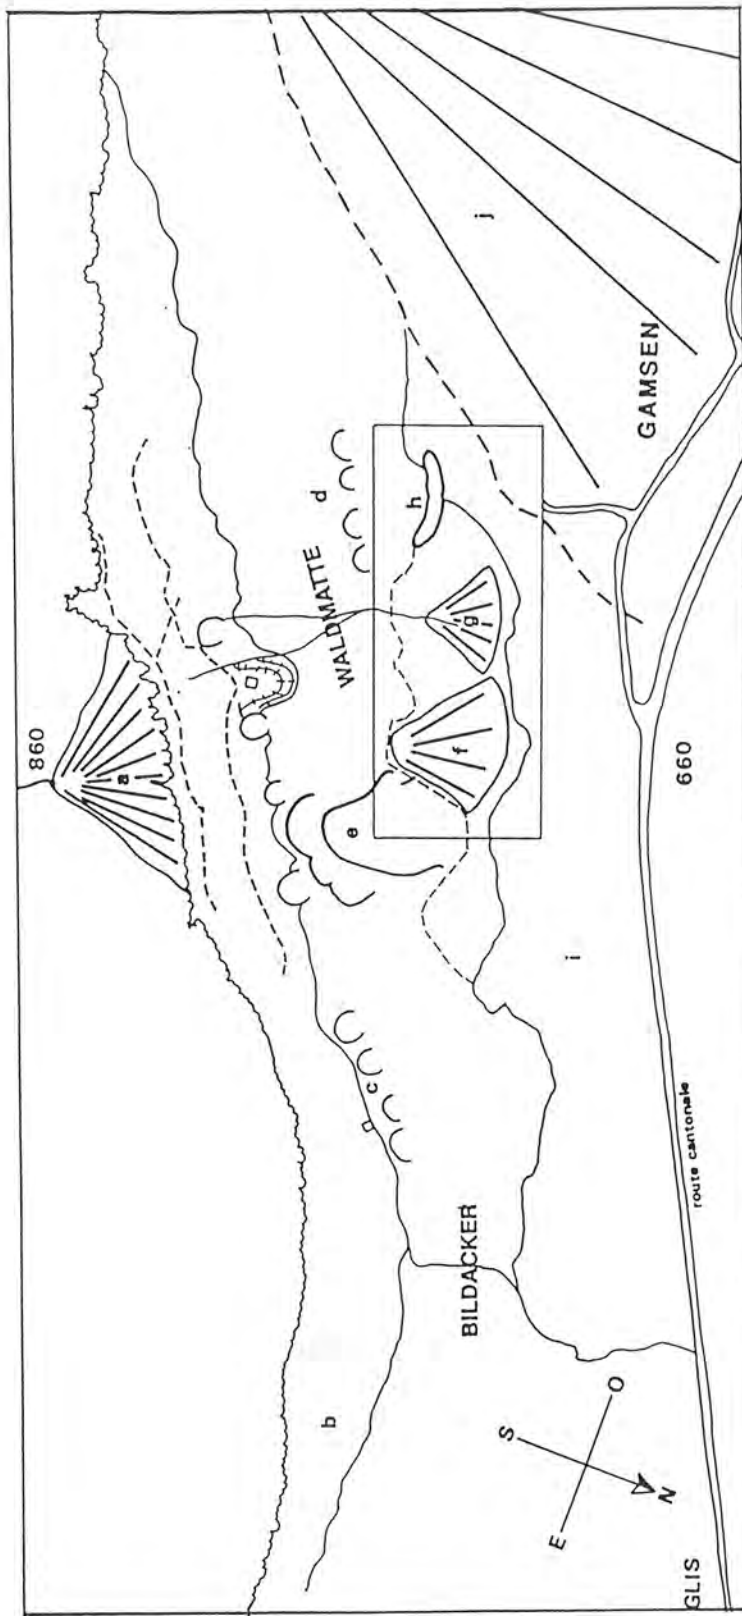 860
a
b
c
d
WALDMATTE
e
f
g
h
i
j
GAMSEN
660
BILDACKER
route cantonale
S
O
E
N
GLIS